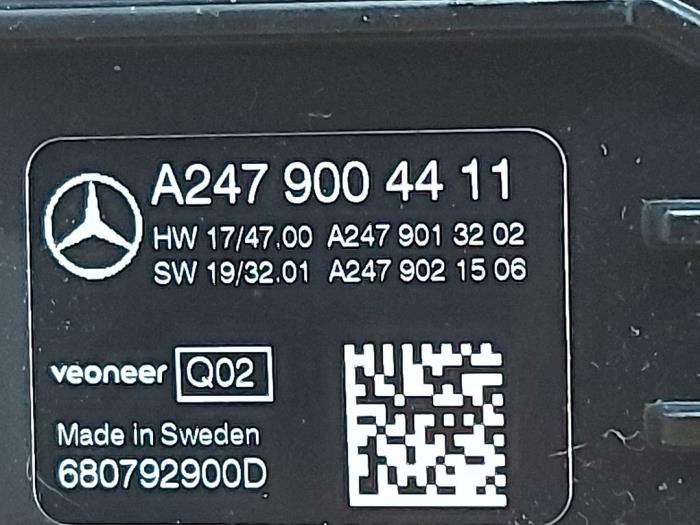 A247 900 44 11
HW 17/47.00 A247 901 32 02
SW 19/32.01 A247 902 15 06
veoneer Q02
Made in Sweden
680792900D